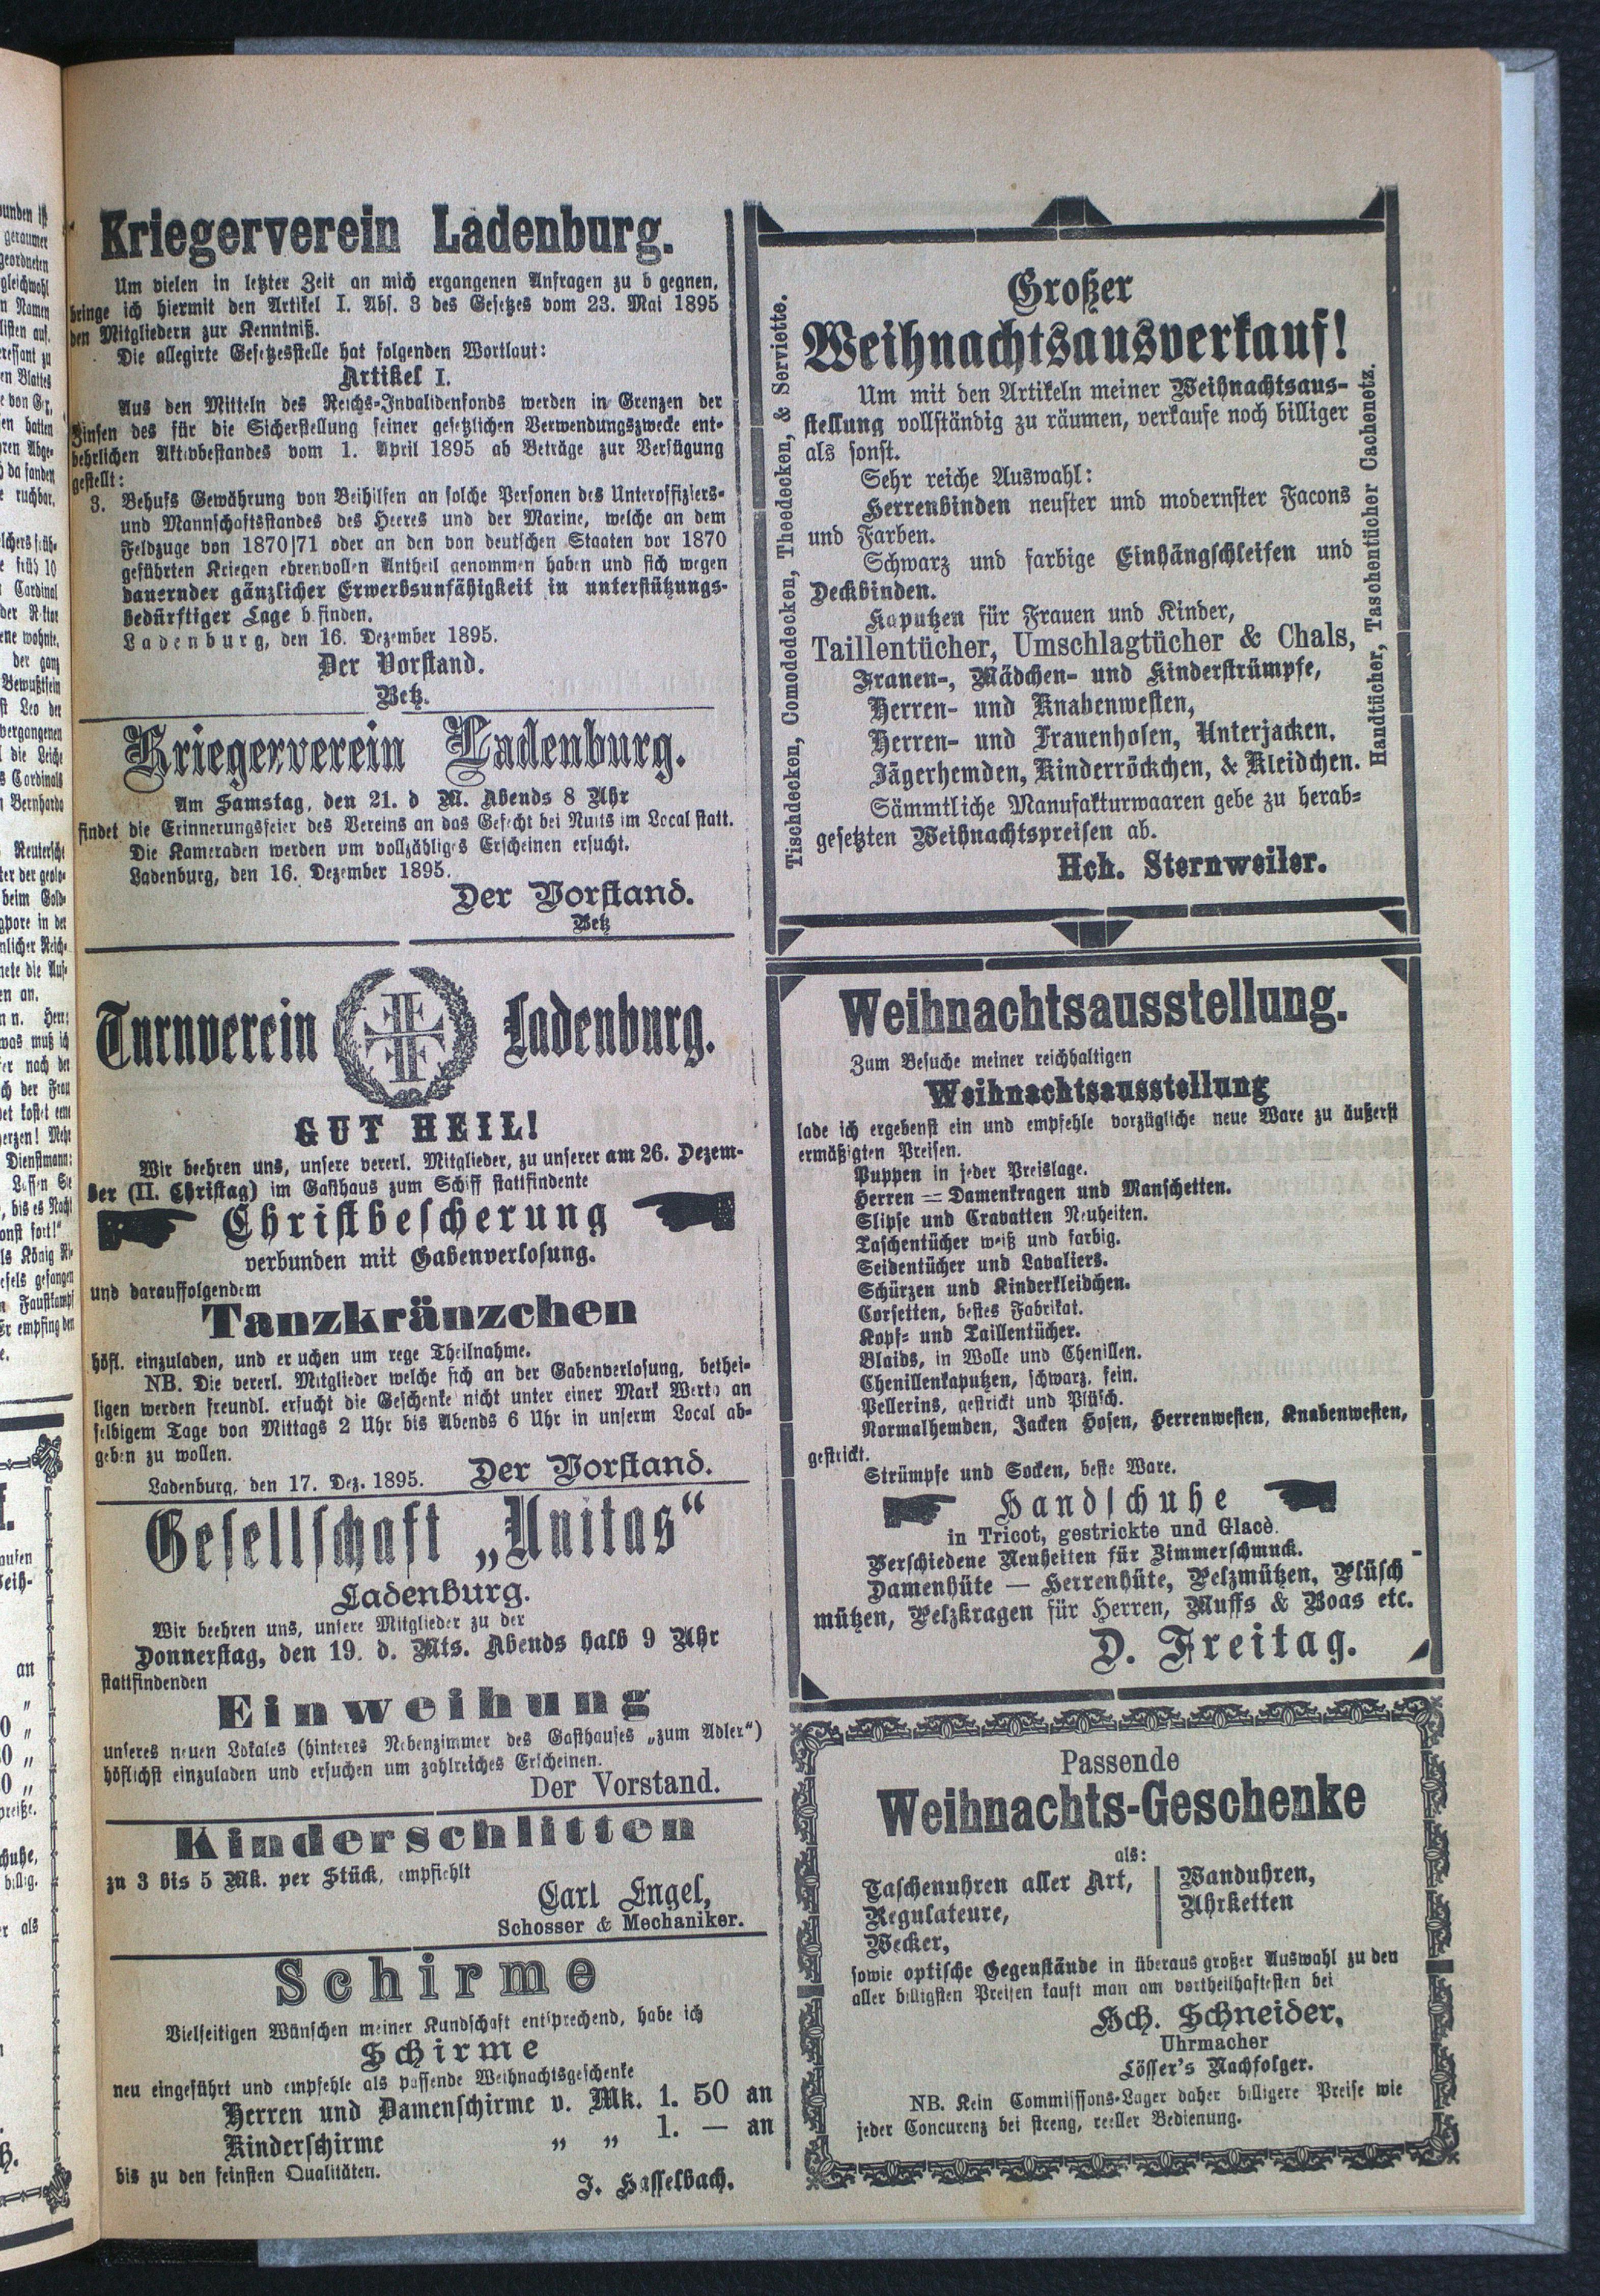 Kriegerverein Ladenburg.
Um vielen in letzter Zeit an mich ergangenen Anfragen zu b gegnen,
bringe ich hiermit den Artikel I. Abs. 3 des Gesetzes vom 23. Mai 1895
den Mitgliedern zur Kenntniß.
Die allegirte Gesetzesstelle hat folgenden Wortlaut:
Artikel I.
Aus den Mitteln des Reichs-Invalidenfonds werden in Grenzen der
Zinsen des für die Sicherstellung seiner gesetzlichen Verwendungszwecke ent-
behrlichen Aktivbestandes vom 1. April 1895 ab Beträge zur Verfügung
gestellt:
3. Behufs Gewährung von Beihilfen an solche Personen des Unteroffiziers-
und Mannschaftsstandes des Heeres und der Marine, welche an dem
Feldzuge von 1870/71 oder an den von deutschen Staaten vor 1870
geführten Kriegen ehrenvollen Antheil genommen haben und sich wegen
dauernder gänzlicher Erwerbsunfähigkeit in unterstützungs-
bedürftiger Lage b finden.
Ladenburg, den 16. Dezember 1895.
Der Vorstand.
Betz.
Kriegerverein Ladenburg.
Am Samstag, den 21. d M. Abends 8 Uhr
findet die Erinnerungsfeier des Vereins an das Gefecht bei Nuits im Local statt.
Die Kameraden werden um vollzähliges Erscheinen ersucht.
Ladenburg, den 16. Dezember 1895.
Der Vorstand.
Betz
Turnverein Ladenburg.
GUT HEIL!
Wir beehren uns, unsere vererl. Mitglieder, zu unserer am 26. Dezem-
ber (II. Christag) im Gasthaus zum Schiff stattfindente
Christbescherung
verbunden mit Gabenverlosung.
und darauffolgendem
Tanzkränzchen
höfl. einzuladen, und er uchen um rege Theilnahme.
NB. Die vererl. Mitglieder welche sich an der Gabenverlosung, bethei-
ligen werden freundl. ersucht die Geschenke nicht unter einer Mark Werth an
selbigem Tage von Mittags 2 Uhr bis Abends 6 Uhr in unserm Local ab-
geben zu wollen.
Ladenburg, den 17. Dez. 1895. Der Vorstand.
Gesellschaft „Unitas“
Ladenburg.
Wir beehren uns, unsere Mitglieder zu der
Donnerstag, den 19. d. Mts. Abends halb 9 Uhr
stattfindenden
Einweihung
unseres neuen Lokales (hinteres Nebenzimmer des Gasthauses „zum Adler“)
höflichst einzuladen und ersuchen um zahlreiches Erscheinen.
Der Vorstand.
Kinderschlitten
zu 3 bis 5 Mk. per Stück, empfiehlt
Carl Engel,
Schosser & Mechaniker.
Schirme
Vielseitigen Wünschen meiner Kundschaft entsprechend, habe ich
Schirme
neu eingeführt und empfehle als passende Weihnachtsgeschenke
Herren und Damenschirme v. Mk. 1. 50 an
Kinderschirme „ „ 1. — an
bis zu den feinsten Qualitäten.
J. Hasselbach.
Tischdecken, Comodedecken, Theedecken, & Serviette.
Großer
Weihnachtsausverkauf!
Um mit den Artikeln meiner Weihnachtsaus-
stellung vollständig zu räumen, verkaufe noch billiger
als sonst.
Sehr reiche Auswahl:
Herrenbinden neuster und modernster Facons
und Farben.
Schwarz und farbige Einhängschleifen und
Deckbinden.
Kaputzen für Frauen und Kinder,
Taillentücher, Umschlagtücher & Chals,
Frauen-, Mädchen- und Kinderstrümpfe,
Herren- und Knabenwesten,
Herren- und Frauenhosen, Unterjacken,
Jägerhemden, Kinderröckchen, & Kleidchen.
Sämmtliche Manufakturwaaren gebe zu herab-
gesetzten Weihnachtspreisen ab.
Hch. Sternweiler.
Handtücher, Taschentücher Cachenetz.
Weihnachtsausstellung.
Zum Besuche meiner reichhaltigen
Weihnachtsausstellung
lade ich ergebenst ein und empfehle vorzügliche neue Ware zu äußerst
ermäßigten Preisen.
Puppen in jeder Preislage.
Herren = Damenkragen und Manschetten.
Slipse und Cravatten Neuheiten.
Taschentücher weiß und farbig.
Seidentücher und Lavaliers.
Schürzen und Kinderkleidchen.
Corsetten, bestes Fabrikat.
Kopf- und Taillentücher.
Blaids, in Wolle und Chenillen.
Chenillenkaputzen, schwarz, fein.
Pellerins, gestrickt und Plüsch.
Normalhemden, Jacken Hosen, Herrenwesten, Knabenwesten,
gestrickt.
Strümpfe und Socken, beste Ware.
Handschuhe
in Tricot, gestrickte und Glacè.
Verschiedene Neuheiten für Zimmerschmuck.
Damenhüte — Herrenhüte, Pelzmützen, Plüsch-
mützen, Pelzkragen für Herren, Muffs & Boas etc.
D. Freitag.
Passende
Weihnachts-Geschenke
als:
Taschenuhren aller Art,
Regulateure,
Wecker,
Wanduhren,
Uhrketten
sowie optische Gegenstände in überaus großer Auswahl zu den
aller billigsten Preisen kauft man am vortheilhaftesten bei
Hch. Schneider,
Uhrmacher
Lösser's Nachfolger.
NB. Kein Commissons-Lager daher billigere Preise wie
jeder Concurenz bei streng, reeller Bedienung.